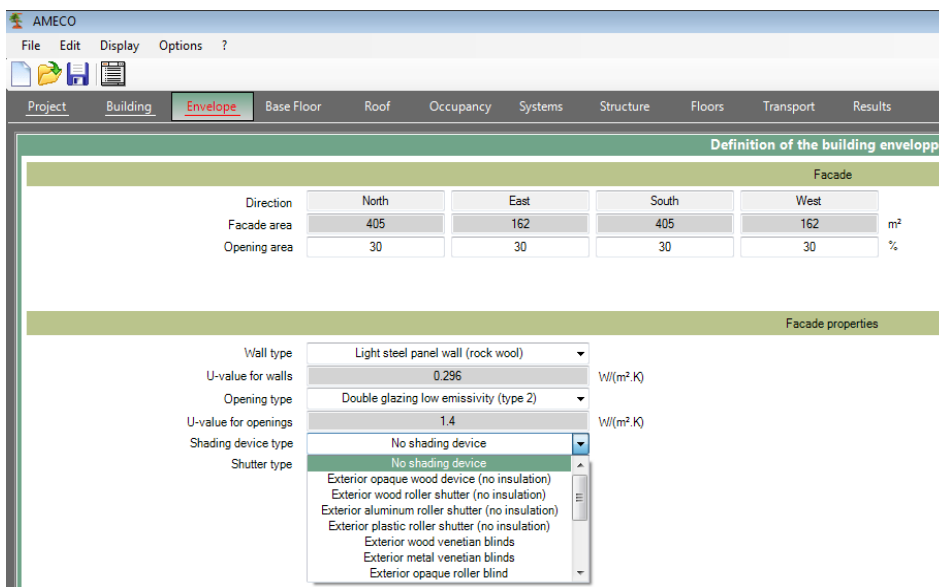 AMECO
File Edit Display Options ?
Project Building Envelope Base Floor Roof Occupancy Systems Structure Floors Transport Results
Definition of the building envelopp
Facade
Direction North East South West
Facade area 405 162 405 162 m²
Opening area 30 30 30 30 %
Facade properties
Wall type Light steel panel wall (rock wool)
U-value for walls 0.296 W/(m².K)
Opening type Double glazing low emissivity (type 2)
U-value for openings 1.4 W/(m².K)
Shading device type No shading device
Shutter type No shading device
Exterior opaque wood device (no insulation)
Exterior wood roller shutter (no insulation)
Exterior aluminum roller shutter (no insulation)
Exterior plastic roller shutter (no insulation)
Exterior wood venetian blinds
Exterior metal venetian blinds
Exterior opaque roller blind